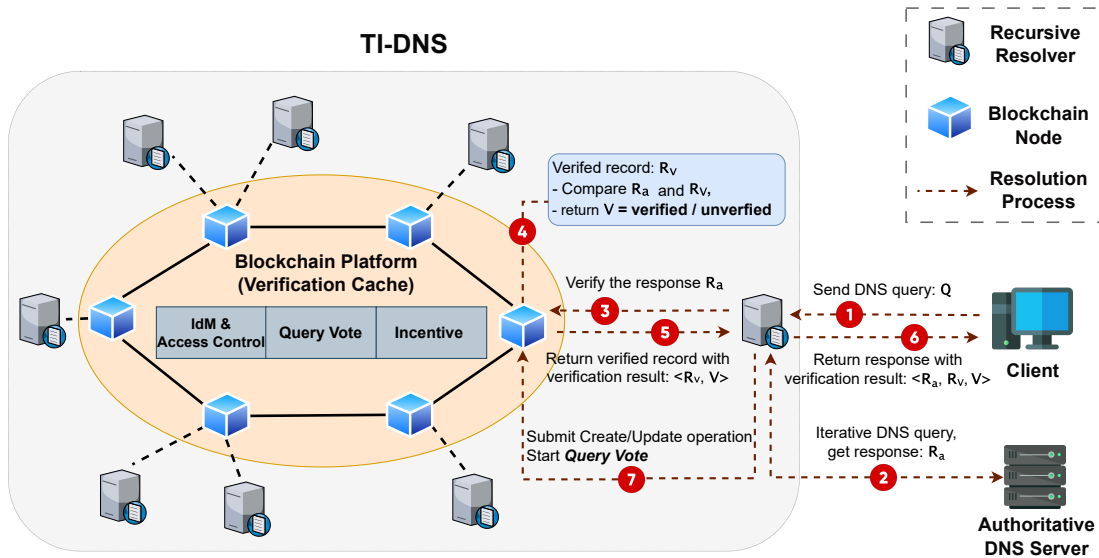 TI-DNS
Recursive
Resolver
Blockchain
Node
Resolution
Process
Verifed record: Rv
- Compare Ra and Rv,
- return V = verified / unverfied
4
Blockchain Platform
(Verification Cache)
IdM &
Access Control
Query Vote
Incentive
Verify the response Ra
3
5
Return verified record with
verification result: <Rv, V>
Send DNS query: Q
1
6
Return response with
verification result: <Ra, Rv, V>
Client
Submit Create/Update operation
Start Query Vote
7
Iterative DNS query,
get response: Ra
2
Authoritative
DNS Server